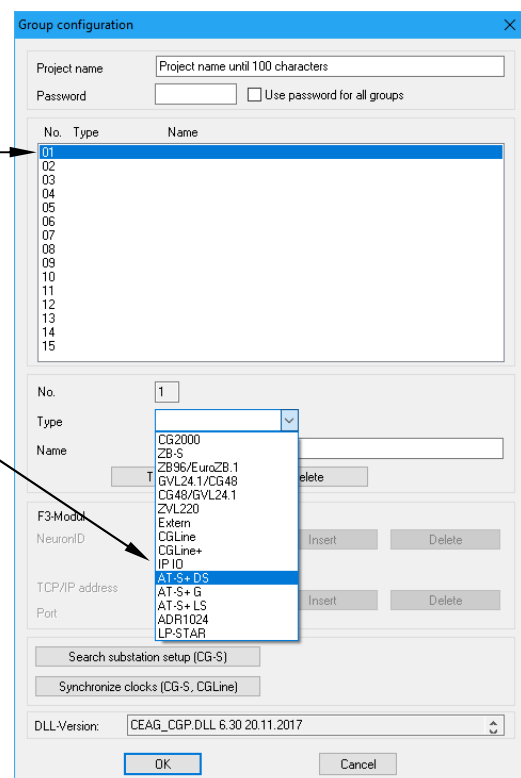 Group configuration
Project name Project name until 100 characters
Password Use password for all groups
No. Type Name
01
02
03
04
05
06
07
08
09
10
11
12
13
14
15
No. 1
Type
Name
CG2000
ZB-S
ZB96/EuroZB.1
GVL24.1/CG48
CG48/GVL24.1
ZVL220
Extern
CGLine
CGLine+
IP IO
AT-S+ DS
AT-S+ G
AT-S+ LS
ADR1024
LP-STAR
T elete
F3-Modul
NeuronID Insert Delete
TCP/IP address Insert Delete
Port
Search substation setup (CG-S)
Synchronize clocks (CG-S, CGLine)
DLL-Version: CEAG_CGP.DLL 6.30 20.11.2017
OK Cancel